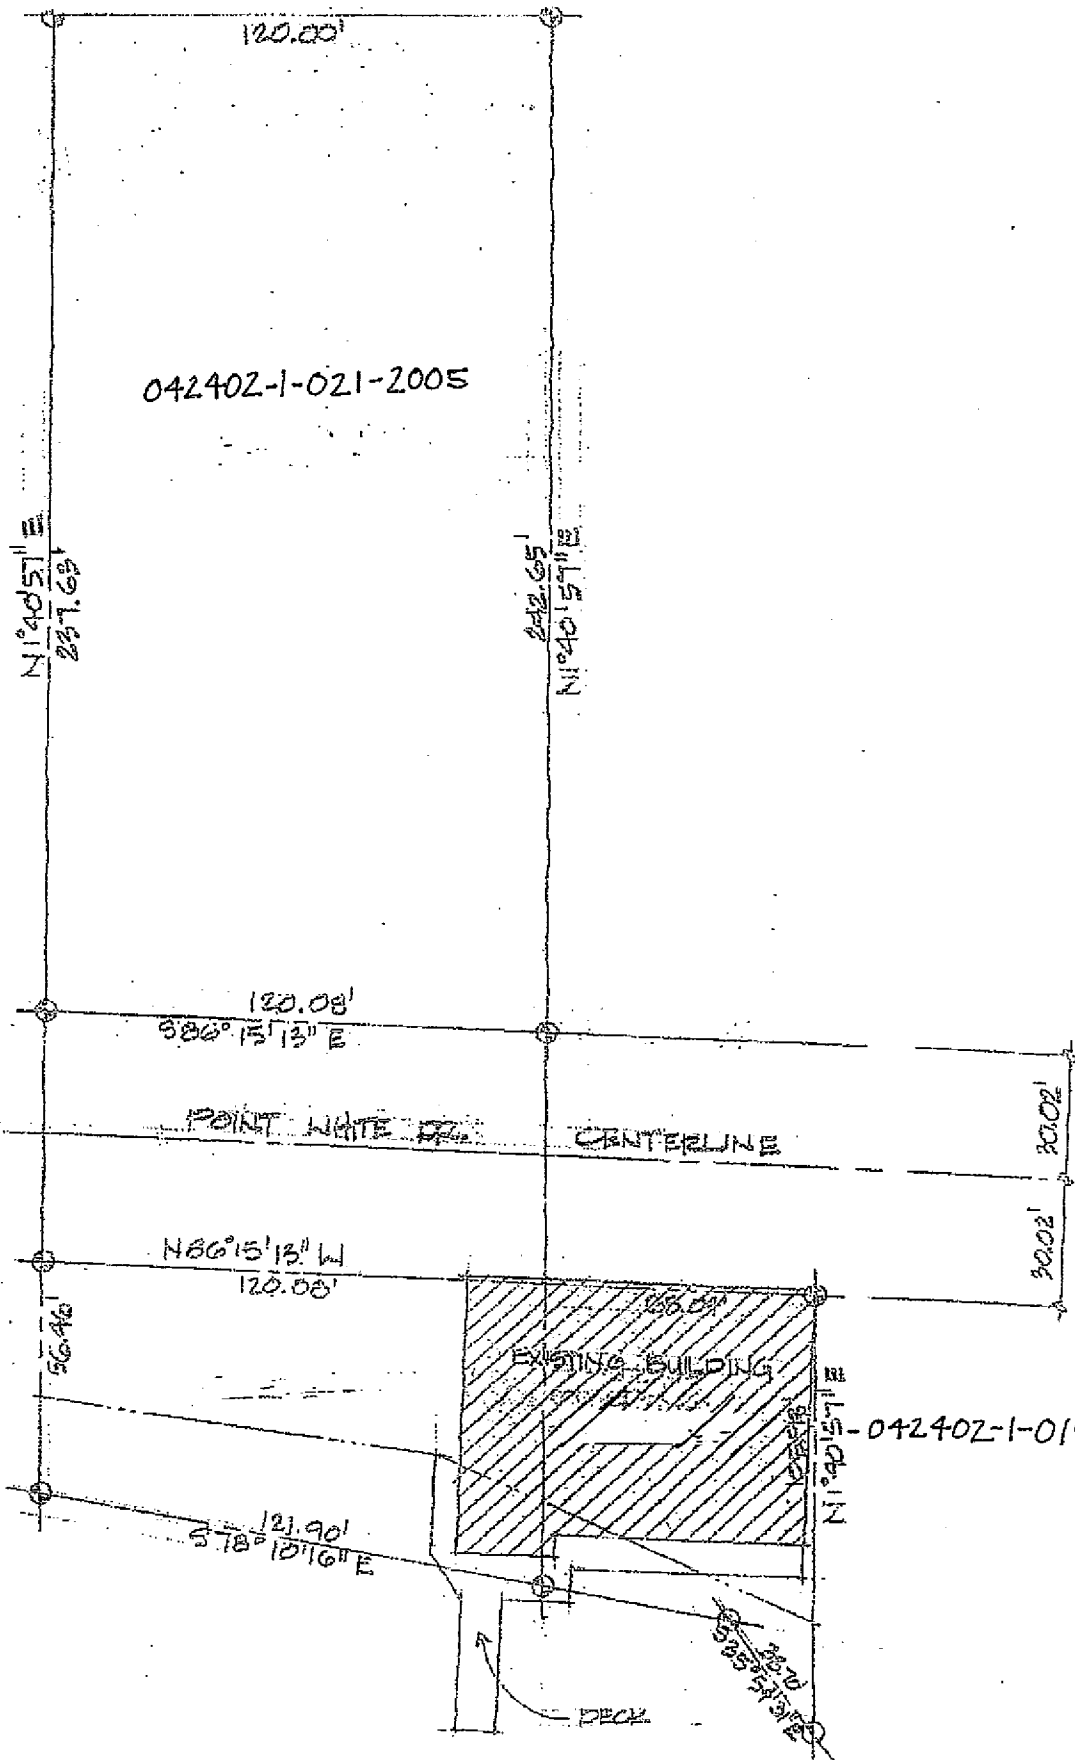 120.00'
042402-1-021-2005
N1°40'57" E
237.63'
242.65'
N1°40'57" E
120.08'
S86°15'13" E
POINT WHITE DR. CENTERLINE
30.02'
30.02'
N86°15'13" W
120.08'
56.46'
EXISTING BUILDING
N1°40'57" E
042402-1-01
121.90'
S78°10'16" E
DECK